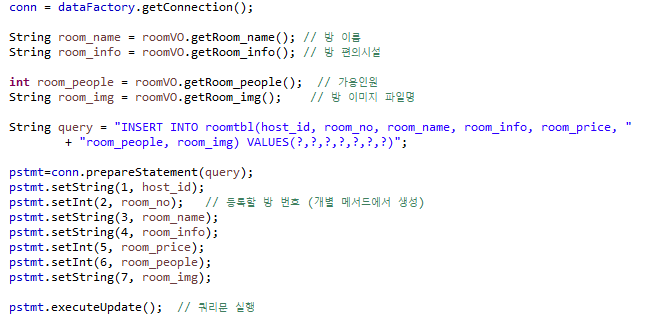 conn = dataFactory.getConnection();
String room_name = roomVO.getRoom_name(); // 방 이름
String room_info = roomVO.getRoom_info(); // 방 편의시설
int room_people = roomVO.getRoom_people();  // 가용인원
String room_img = roomVO.getRoom_img();     // 방 이미지 파일명
String query = "INSERT INTO roomtbl(host_id, room_no, room_name, room_info, room_price, "
+ "room_people, room_img) VALUES(?,?,?,?,?,?,?)";
pstmt=conn.prepareStatement(query);
pstmt.setString(1, host_id);
pstmt.setInt(2, room_no);   // 등록할 방 번호 (개별 메서드에서 생성)
pstmt.setString(3, room_name);
pstmt.setString(4, room_info);
pstmt.setInt(5, room_price);
pstmt.setInt(6, room_people);
pstmt.setString(7, room_img);
pstmt.executeUpdate();  // 쿼리문 실행